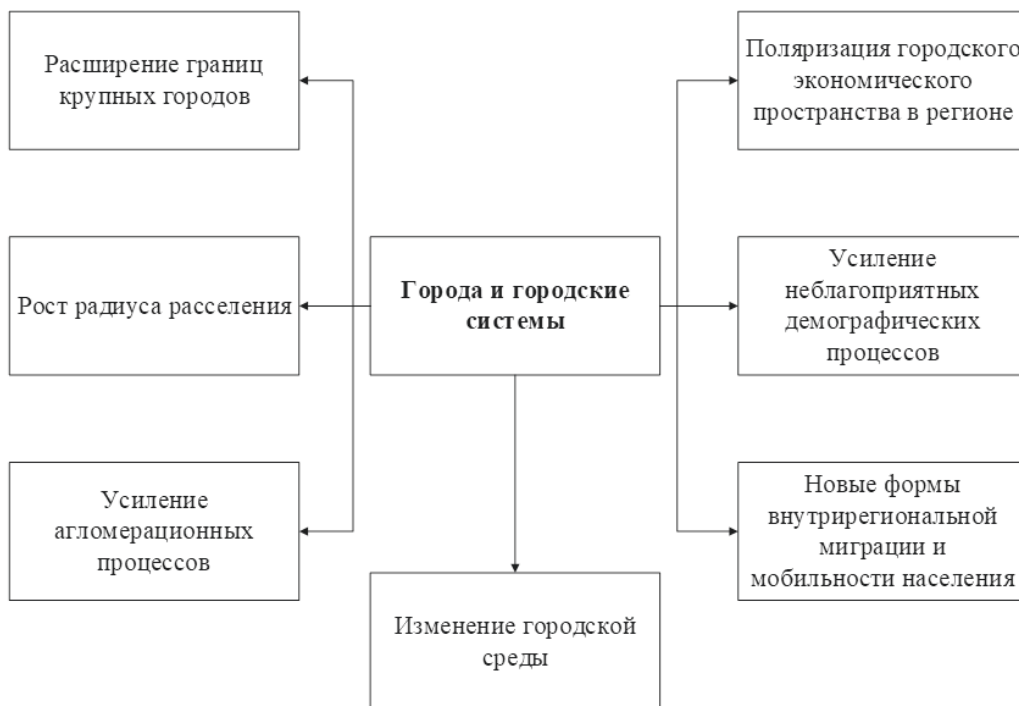 Расширение границ
крупных городов
Поляризация городского
экономического
пространства в регионе
Рост радиуса расселения
Города и городские
системы
Усиление
неблагоприятных
демографических
процессов
Усиление
агломерационных
процессов
Новые формы
внутрирегиональной
миграции и
мобильности населения
Изменение городской
среды